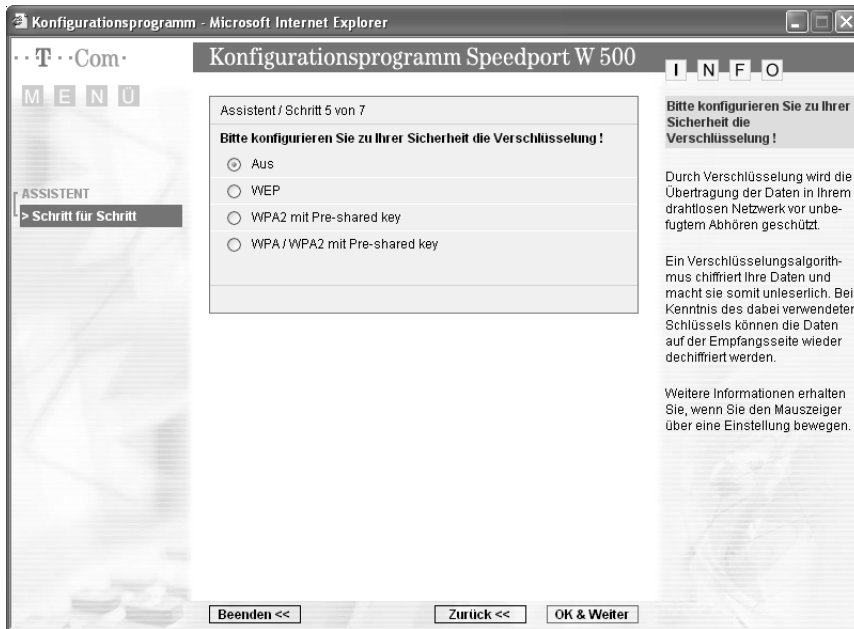 Konfigurationsprogramm - Microsoft Internet Explorer
· · T · · Com ·
Konfigurationsprogramm Speedport W 500
MENÜ
ASSISTENT
> Schritt für Schritt
Assistent / Schritt 5 von 7
Bitte konfigurieren Sie zu Ihrer Sicherheit die Verschlüsselung !
Aus
WEP
WPA2 mit Pre-shared key
WPA / WPA2 mit Pre-shared key
Beenden <<
Zurück <<
OK & Weiter
INFO
Bitte konfigurieren Sie zu Ihrer
Sicherheit die
Verschlüsselung !
Durch Verschlüsselung wird die
Übertragung der Daten in Ihrem
drahtlosen Netzwerk vor unbe-
fugtem Abhören geschützt.
Ein Verschlüsselungsalgorith-
mus chiffriert Ihre Daten und
macht sie somit unleserlich. Bei
Kenntnis des dabei verwendeten
Schlüssels können die Daten
auf der Empfangsseite wieder
dechiffriert werden.
Weitere Informationen erhalten
Sie, wenn Sie den Mauszeiger
über eine Einstellung bewegen.